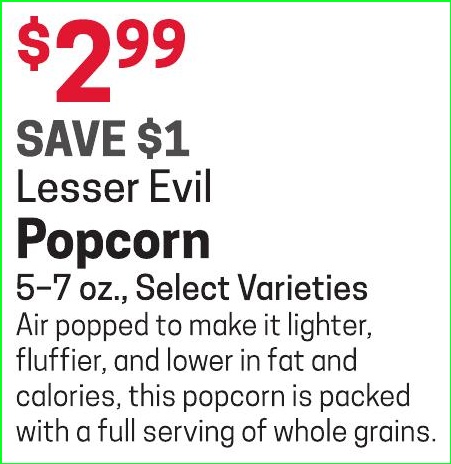 $2.99
SAVE $1
Lesser Evil
Popcorn
5–7 oz., Select Varieties
Air popped to make it lighter,
fluffier, and lower in fat and
calories, this popcorn is packed
with a full serving of whole grains.